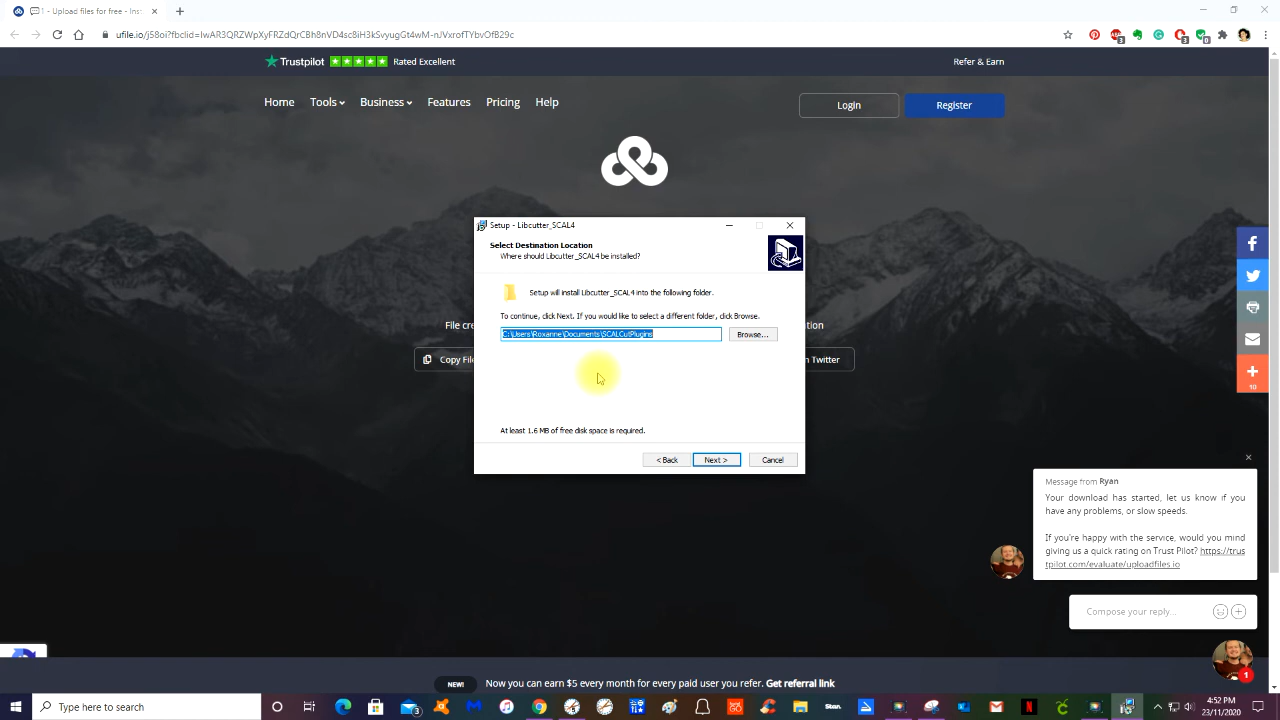 1 - Upload files for free - Inst
ufile.io/j58oi?fbclid=IwAR3QRZWpXyFRZdQrCBh8nVD4sc8iH3kSvyugGt4wM-nJVxrofTYbvOfB29c
Trustpilot
Rated Excellent
Refer & Earn
Home
Tools
Business
Features
Pricing
Help
Login
Register
Setup - Libcutter_SCAL4
Select Destination Location
Where should Libcutter_SCAL4 be installed?
Setup will install Libcutter_SCAL4 into the following folder.
To continue, click Next. If you would like to select a different folder, click Browse.
C:\Users\Roxanne\Documents\SCALCutPlugins
Browse...
At least 1.6 MB of free disk space is required.
< Back
Next >
Cancel
File cre
tion
Copy File
n Twitter
10
Message from Ryan
Your download has started, let us know if you
have any problems, or slow speeds.
If you're happy with the service, would you mind
giving us a quick rating on Trust Pilot? https://trus
tpilot.com/evaluate/uploadfiles.io
Compose your reply...
1
NEW!
Now you can earn $5 every month for every paid user you refer. Get referral link
Type here to search
4:52 PM
23/11/2020